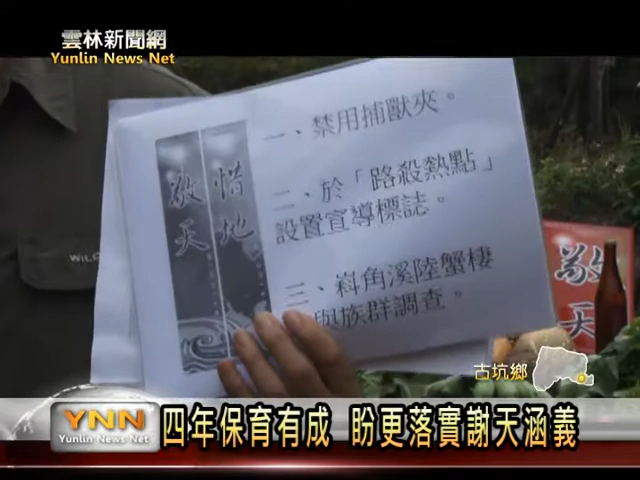 雲林新聞網
Yunlin News Net
一、禁用捕獸夾。
二、於「路殺熱點」
設置宣導標誌。
三、嵙角溪陸蟹棲
與族群調查。
惜地
敬天
WILD
敬天
古坑鄉
YNN
Yunlin News Net
四年保育有成 盼更落實謝天涵義